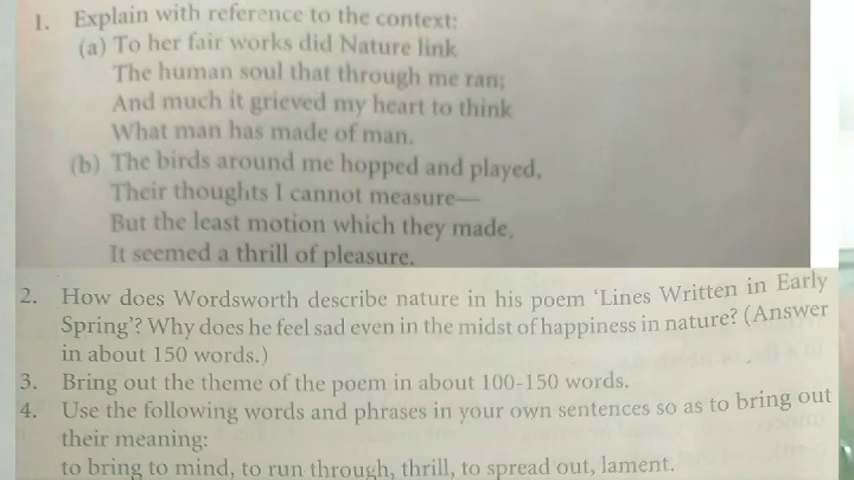 1. Explain with reference to the context:
(a) To her fair works did Nature link
The human soul that through me ran;
And much it grieved my heart to think
What man has made of man.
(b) The birds around me hopped and played,
Their thoughts I cannot measure—
But the least motion which they made,
It seemed a thrill of pleasure.
2. How does Wordsworth describe nature in his poem ‘Lines Written in Early
Spring’? Why does he feel sad even in the midst of happiness in nature? (Answer
in about 150 words.)
3. Bring out the theme of the poem in about 100-150 words.
4. Use the following words and phrases in your own sentences so as to bring out
their meaning:
to bring to mind, to run through, thrill, to spread out, lament.